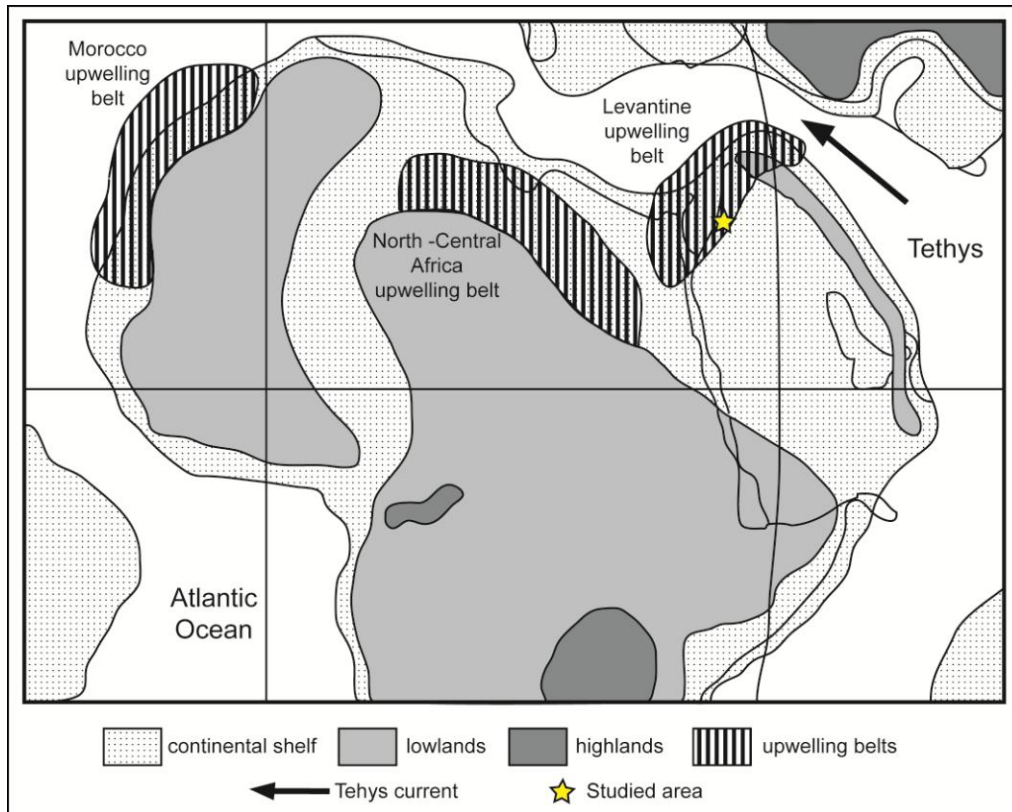 Morocco
upwelling
belt
Levantine
upwelling
belt
North -Central
Africa
upwelling belt
Tethys
Atlantic
Ocean
continental shelf
lowlands
highlands
upwelling belts
Tehys current
Studied area